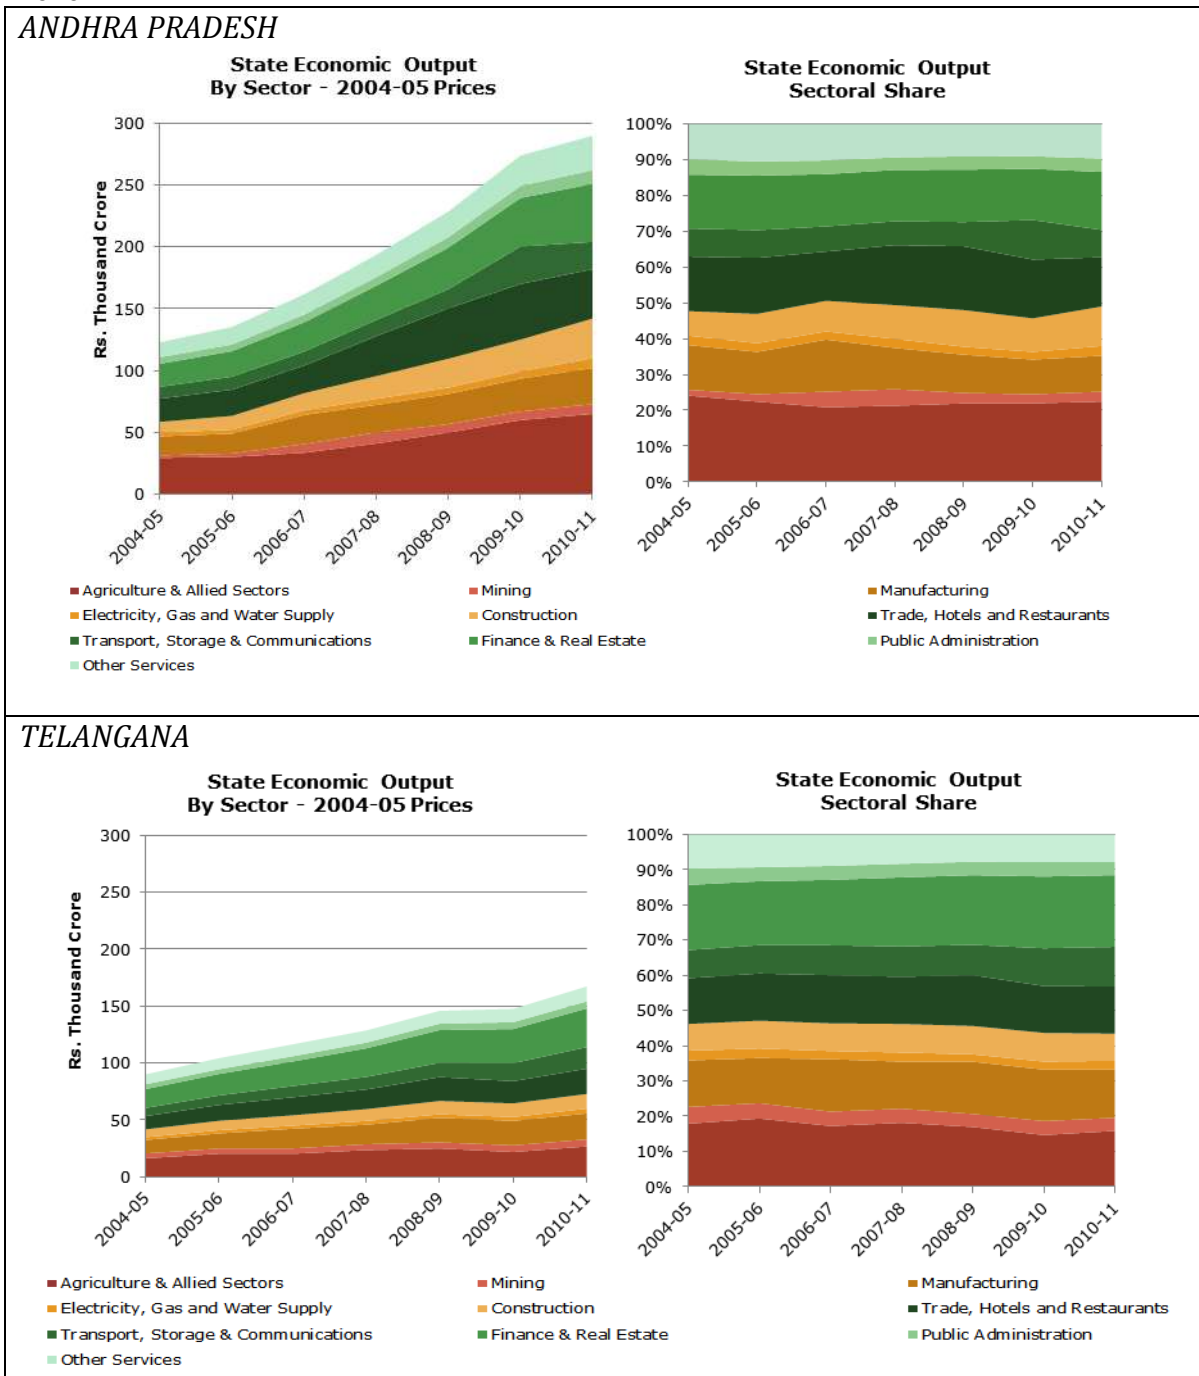 ANDHRA PRADESH
State Economic Output
By Sector - 2004-05 Prices
Rs. Thousand Crore
300
250
200
150
100
50
0
2004-05
2005-06
2006-07
2007-08
2008-09
2009-10
2010-11
State Economic Output
Sectoral Share
100%
90%
80%
70%
60%
50%
40%
30%
20%
10%
0%
2004-05
2005-06
2006-07
2007-08
2008-09
2009-10
2010-11
Agriculture & Allied Sectors
Mining
Manufacturing
Electricity, Gas and Water Supply
Construction
Trade, Hotels and Restaurants
Transport, Storage & Communications
Finance & Real Estate
Public Administration
Other Services
TELANGANA
State Economic Output
By Sector - 2004-05 Prices
Rs. Thousand Crore
300
250
200
150
100
50
0
2004-05
2005-06
2006-07
2007-08
2008-09
2009-10
2010-11
State Economic Output
Sectoral Share
100%
90%
80%
70%
60%
50%
40%
30%
20%
10%
0%
2004-05
2005-06
2006-07
2007-08
2008-09
2009-10
2010-11
Agriculture & Allied Sectors
Mining
Manufacturing
Electricity, Gas and Water Supply
Construction
Trade, Hotels and Restaurants
Transport, Storage & Communications
Finance & Real Estate
Public Administration
Other Services